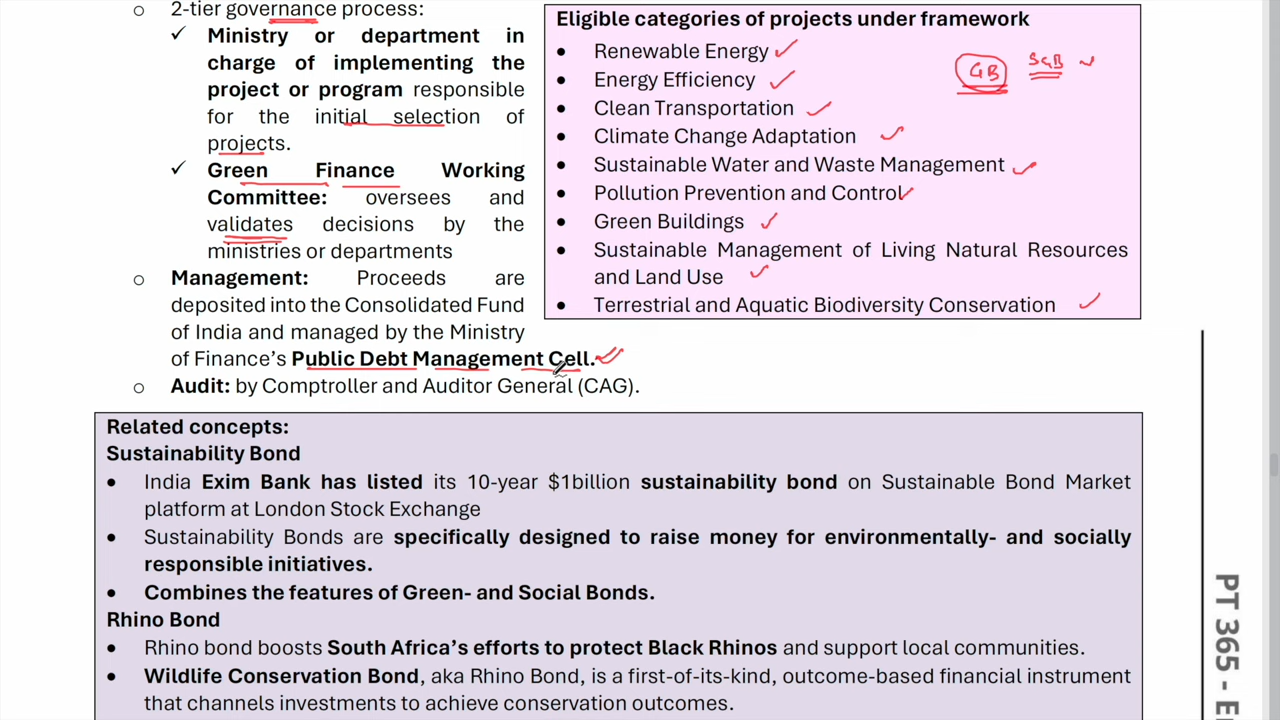 o 2-tier governance process:
✓ Ministry or department in
charge of implementing the
project or program responsible
for the initial selection of
projects.
✓ Green Finance Working
Committee: oversees and
validates decisions by the
ministries or departments
o Management: Proceeds are
deposited into the Consolidated Fund
of India and managed by the Ministry
of Finance’s Public Debt Management Cell.
o Audit: by Comptroller and Auditor General (CAG).
Eligible categories of projects under framework
• Renewable Energy
• Energy Efficiency
• Clean Transportation
• Climate Change Adaptation
• Sustainable Water and Waste Management
• Pollution Prevention and Control
• Green Buildings
• Sustainable Management of Living Natural Resources
and Land Use
• Terrestrial and Aquatic Biodiversity Conservation
GB SGB
Related concepts:
Sustainability Bond
• India Exim Bank has listed its 10-year $1billion sustainability bond on Sustainable Bond Market
platform at London Stock Exchange
• Sustainability Bonds are specifically designed to raise money for environmentally- and socially
responsible initiatives.
• Combines the features of Green- and Social Bonds.
Rhino Bond
• Rhino bond boosts South Africa’s efforts to protect Black Rhinos and support local communities.
• Wildlife Conservation Bond, aka Rhino Bond, is a first-of-its-kind, outcome-based financial instrument
that channels investments to achieve conservation outcomes.
PT 365 - E